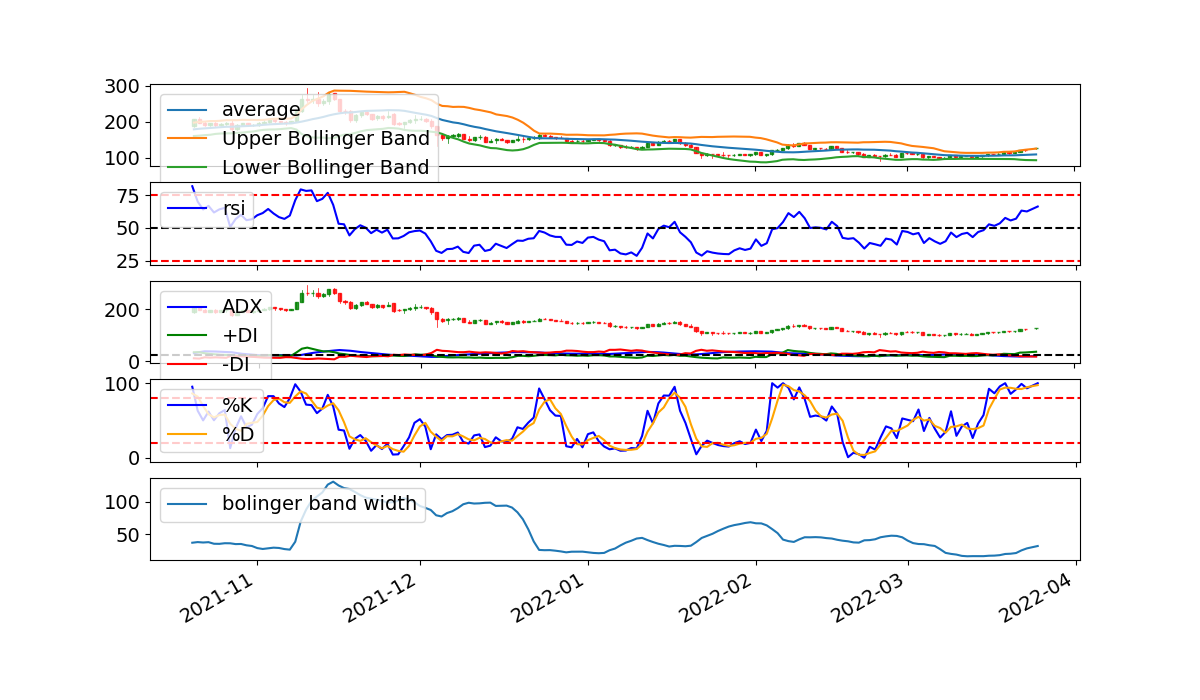 300
200
100
average
Upper Bollinger Band
Lower Bollinger Band
75
50
25
rsi
200
0
ADX
+DI
-DI
100
0
%K
%D
100
50
bolinger band width
2021-11
2021-12
2022-01
2022-02
2022-03
2022-04